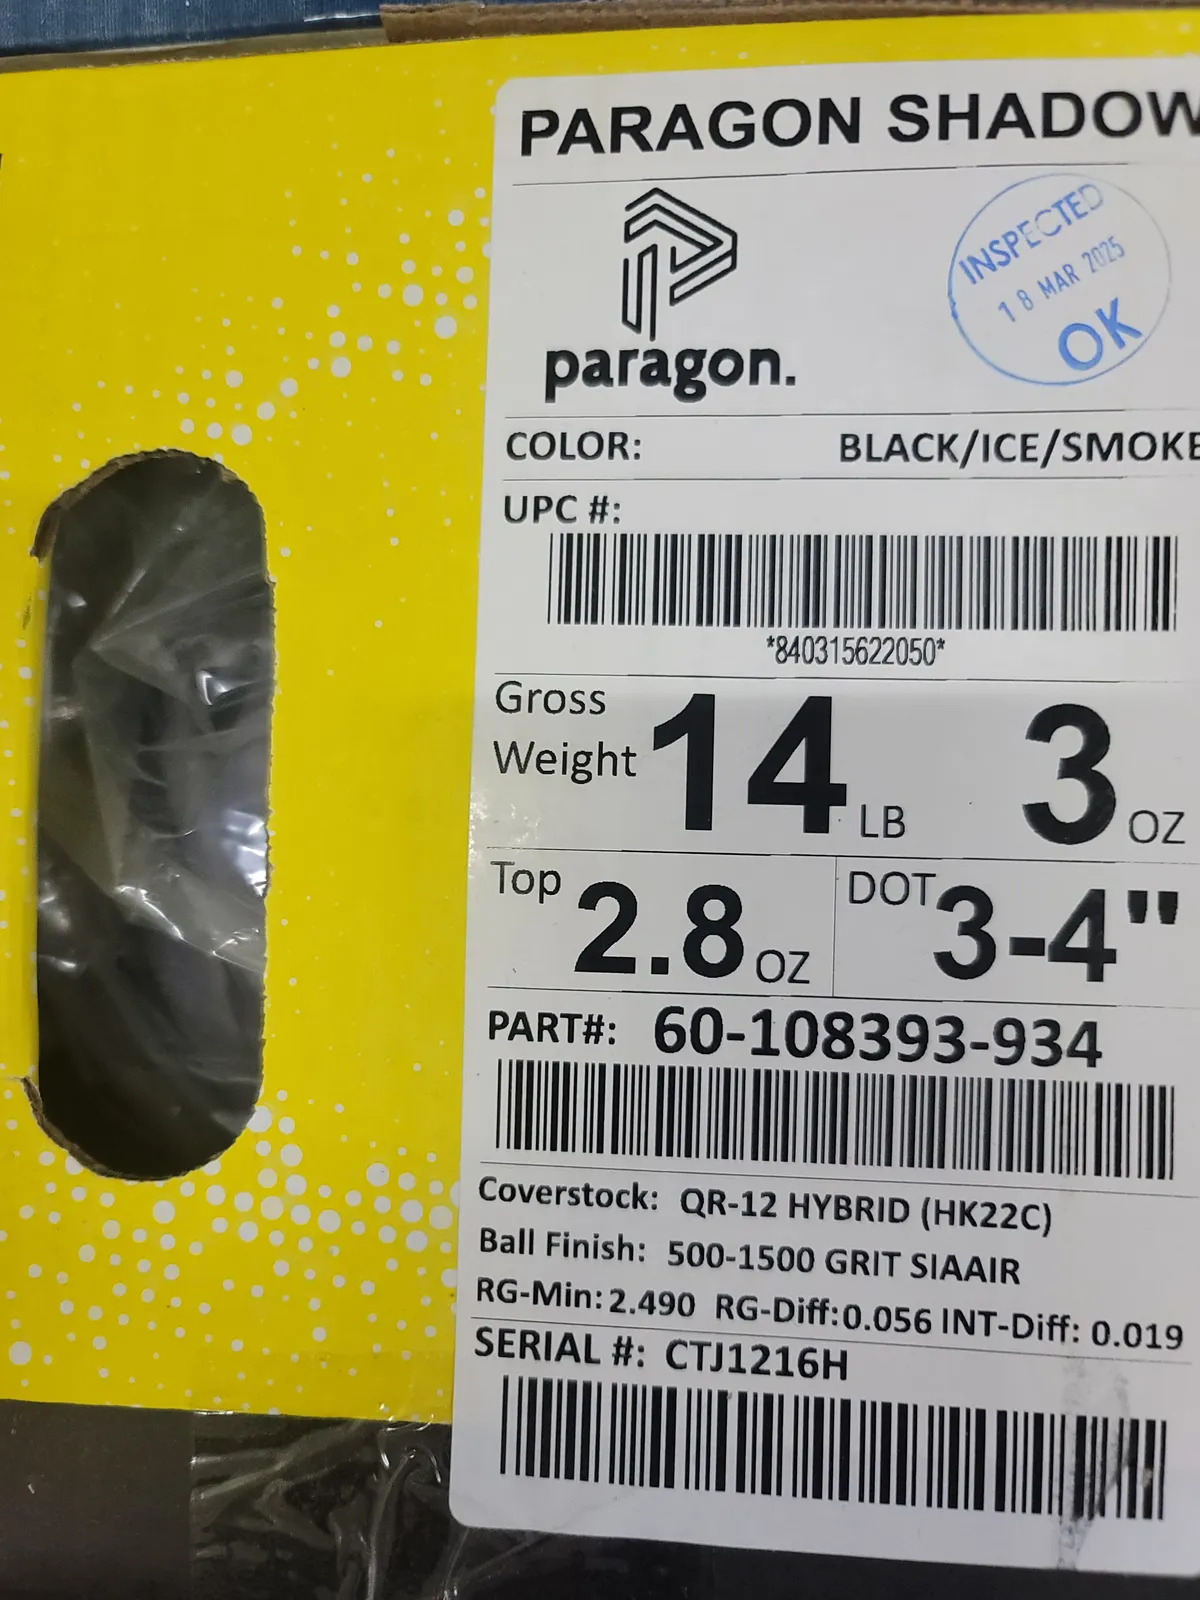 PARAGON SHADOW
INSPECTED
18 MAR 2025
OK
paragon.
COLOR: BLACK/ICE/SMOKE
UPC #:
*840315622050*
Gross Weight 14 LB 3 OZ
Top 2.8 OZ DOT 3-4"
PART#: 60-108393-934
Coverstock: QR-12 HYBRID (HK22C)
Ball Finish: 500-1500 GRIT SIAAIR
RG-Min: 2.490 RG-Diff: 0.056 INT-Diff: 0.019
SERIAL #: CTJ1216H